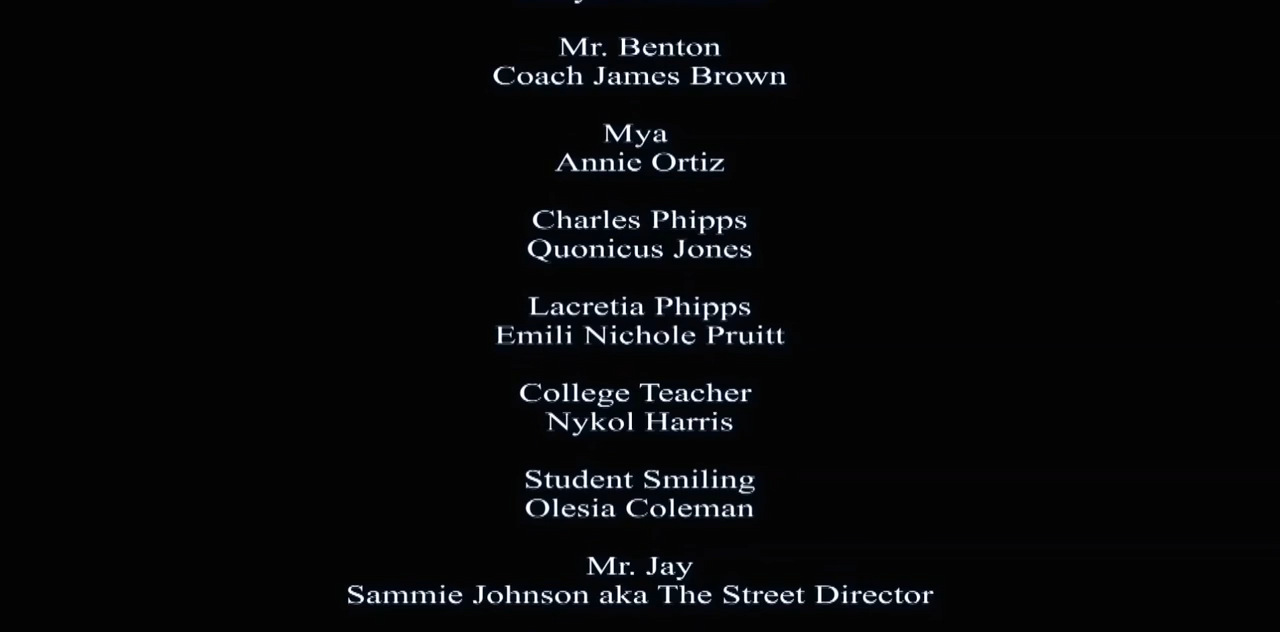 Mr. Benton
Coach James Brown
Mya
Annie Ortiz
Charles Phipps
Quonicus Jones
Lacretia Phipps
Emili Nichole Pruitt
College Teacher
Nykol Harris
Student Smiling
Olesia Coleman
Mr. Jay
Sammie Johnson aka The Street Director